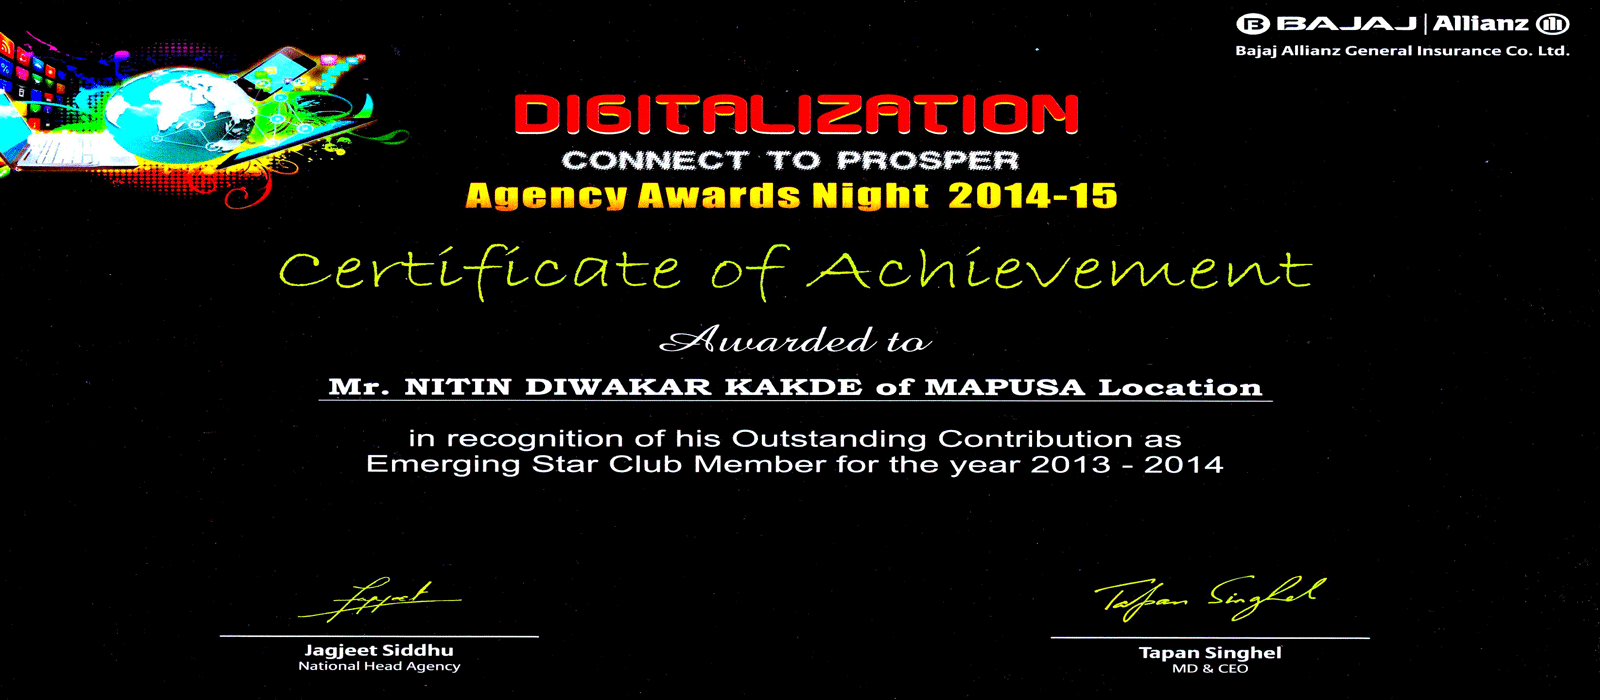 BAJAJ | Allianz
Bajaj Allianz General Insurance Co. Ltd.
DIGITALIZATION
CONNECT TO PROSPER
Agency Awards Night 2014-15
Certificate of Achievement
Awarded to
Mr. NITIN DIWAKAR KAKDE of MAPUSA Location
in recognition of his Outstanding Contribution as
Emerging Star Club Member for the year 2013 - 2014
Tapan Singhel
Jagjeet Siddhu
National Head Agency
Tapan Singhel
MD & CEO